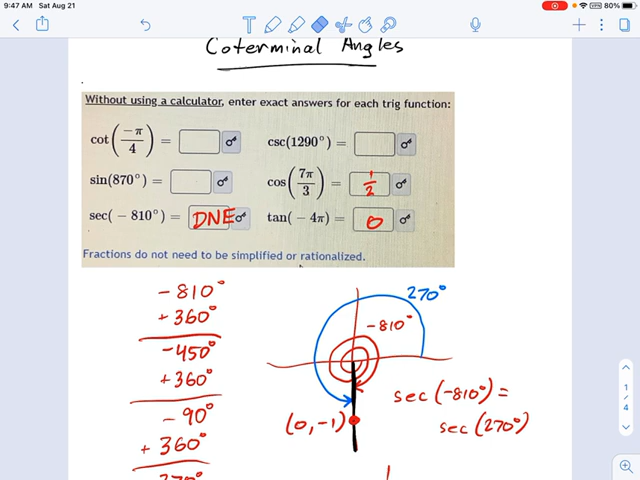 9:47 AM Sat Aug 21
80%
Coterminal Angles
Without using a calculator, enter exact answers for each trig function:
cot(-π/4) = csc(1290°) =
sin(870°) = cos(7π/3) = 1/2
sec(-810°) = DNE tan(-4π) = 0
Fractions do not need to be simplified or rationalized.
-810°
+360°
-450°
+360°
-90°
+360°
270°
270°
-810°
(0,-1)
sec(-810°) =
sec(270°)
1
/
4